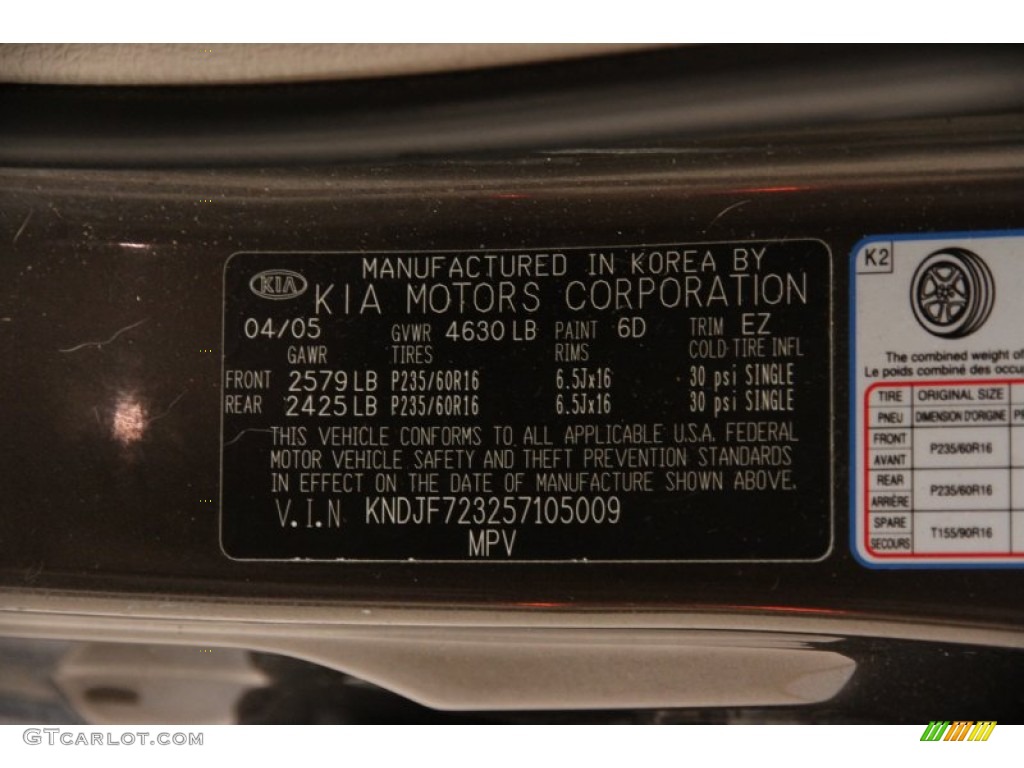 KIA
MANUFACTURED IN KOREA BY
KIA MOTORS CORPORATION
04/05 GVWR 4630 LB PAINT 6D TRIM EZ
GAWR TIRES RIMS COLD TIRE INFL
FRONT 2579 LB P235/60R16 6.5Jx16 30 psi SINGLE
REAR 2425 LB P235/60R16 6.5Jx16 30 psi SINGLE
THIS VEHICLE CONFORMS TO ALL APPLICABLE U.S.A. FEDERAL
MOTOR VEHICLE SAFETY AND THEFT PREVENTION STANDARDS
IN EFFECT ON THE DATE OF MANUFACTURE SHOWN ABOVE.
V.I.N KNDJF723257105009
MPV
K2
The combined weight of
Le poids combiné des occu
TIRE ORIGINAL SIZE
PNEU DIMENSION D'ORIGINE
FRONT
AVANT P235/60R16
REAR
ARRIÈRE P235/60R16
SPARE
SECOURS T155/90R16
GTcarlot.com